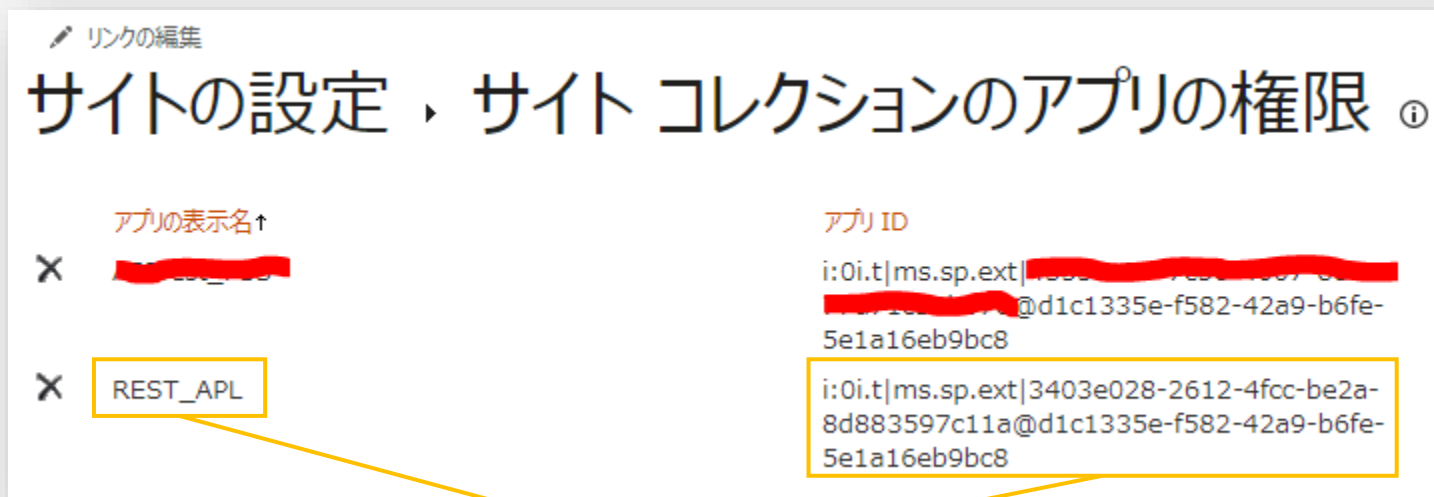 リンクの編集
サイトの設定 ▸ サイト コレクションのアプリの権限
アプリの表示名↑
アプリ ID
i:0i.t|ms.sp.ext|
@d1c1335e-f582-42a9-b6fe-
5e1a16eb9bc8
REST_APL
i:0i.t|ms.sp.ext|3403e028-2612-4fcc-be2a-
8d883597c11a@d1c1335e-f582-42a9-b6fe-
5e1a16eb9bc8